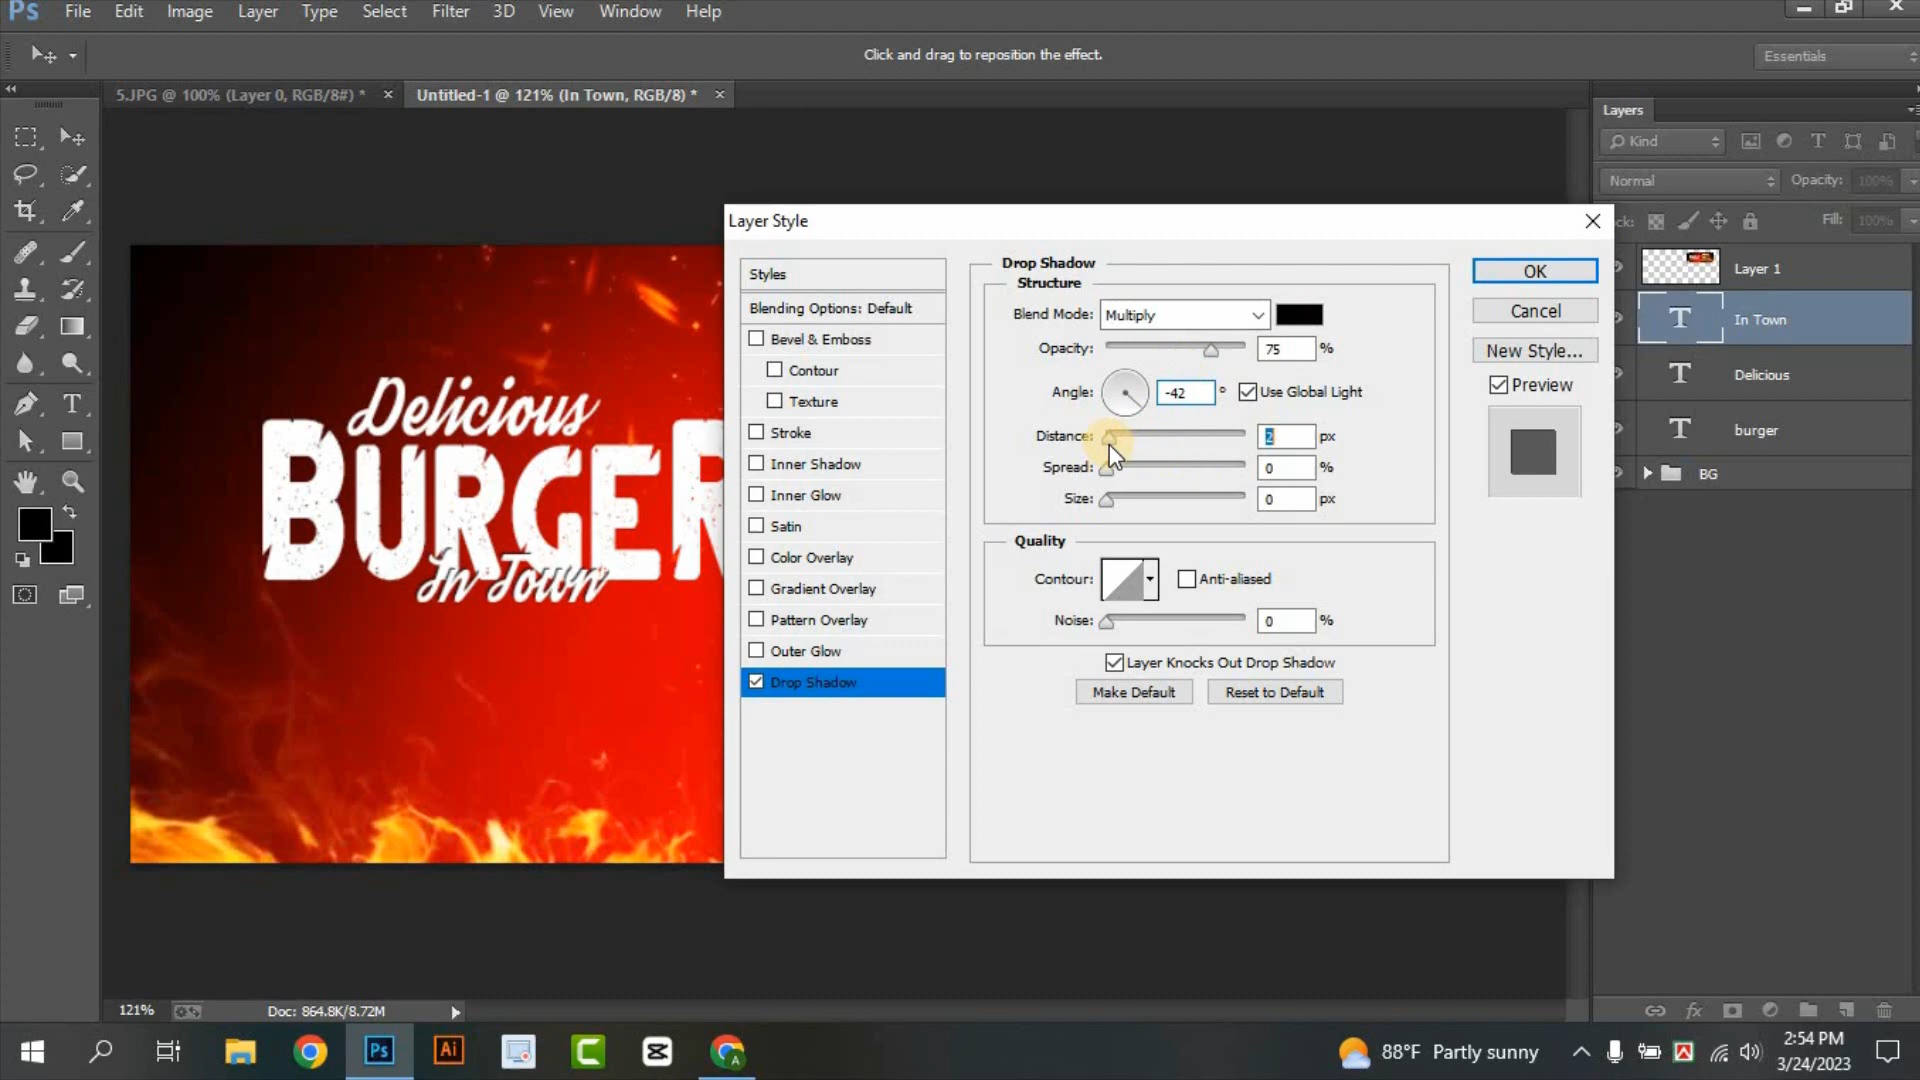 Ps File Edit Image Layer Type Select Filter 3D View Window Help
Click and drag to reposition the effect.
Essentials
5.JPG @ 100% (Layer 0, RGB/8#) *
Untitled-1 @ 121% (In Town, RGB/8) *
Layers
Kind
Normal
Opacity: 100%
Fill: 100%
Layer 1
In Town
Delicious
burger
BG
Layer Style
Styles
Blending Options: Default
Bevel & Emboss
Contour
Texture
Stroke
Inner Shadow
Inner Glow
Satin
Color Overlay
Gradient Overlay
Pattern Overlay
Outer Glow
Drop Shadow
Drop Shadow
Structure
Blend Mode: Multiply
Opacity: 75 %
Angle: -42 ° Use Global Light
Distance: 2 px
Spread: 0 %
Size: 0 px
Quality
Contour: Anti-aliased
Noise: 0 %
Layer Knocks Out Drop Shadow
Make Default Reset to Default
OK
Cancel
New Style...
Preview
Delicious
BURGER
In Town
121%
Doc: 864.8K/8.72M
Ps
Ai
88°F Partly sunny
2:54 PM
3/24/2023